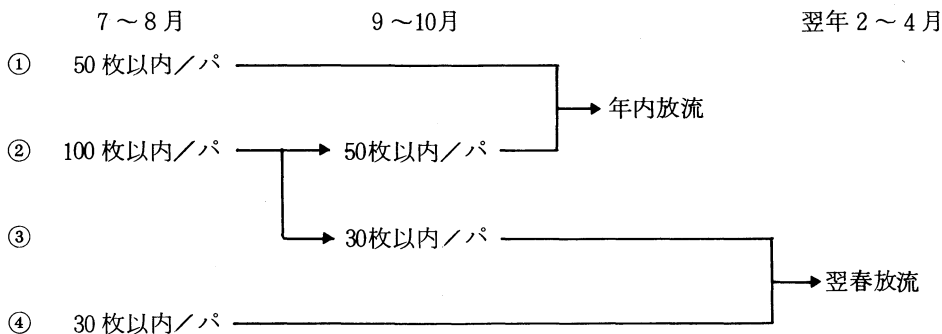 7～8月 9～10月 翌年2～4月
① 50枚以内／パ
年内放流
② 100枚以内／パ 50枚以内／パ
③ 30枚以内／パ
翌春放流
④ 30枚以内／パ